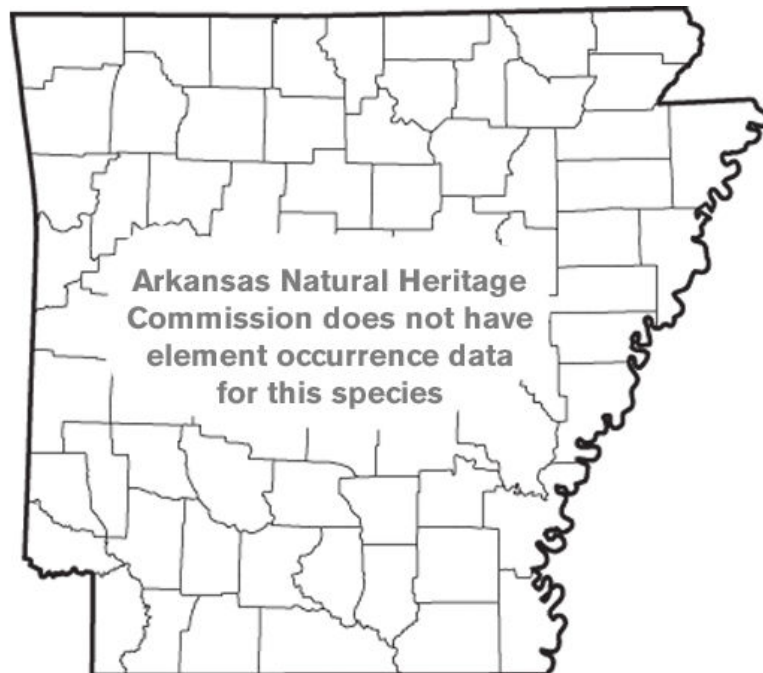 Arkansas Natural Heritage
Commission does not have
element occurrence data
for this species